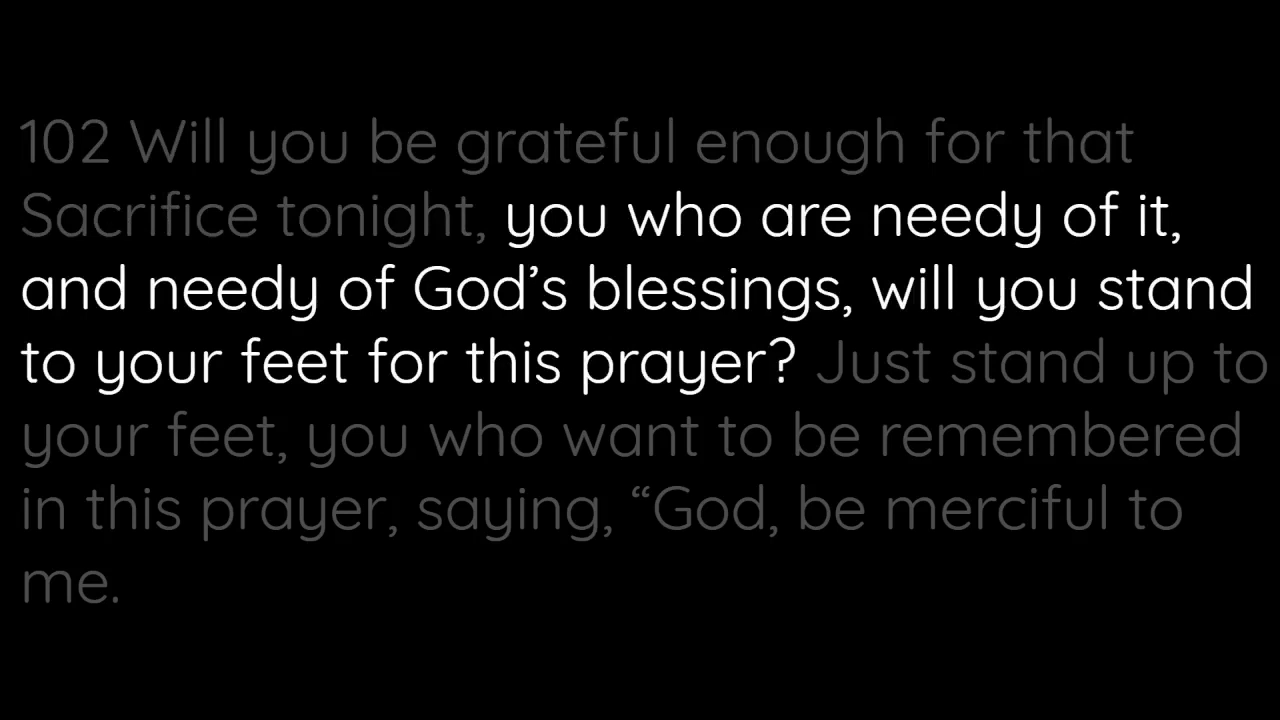 102 Will you be grateful enough for that
Sacrifice tonight, you who are needy of it,
and needy of God’s blessings, will you stand
to your feet for this prayer? Just stand up to
your feet, you who want to be remembered
in this prayer, saying, “God, be merciful to
me.